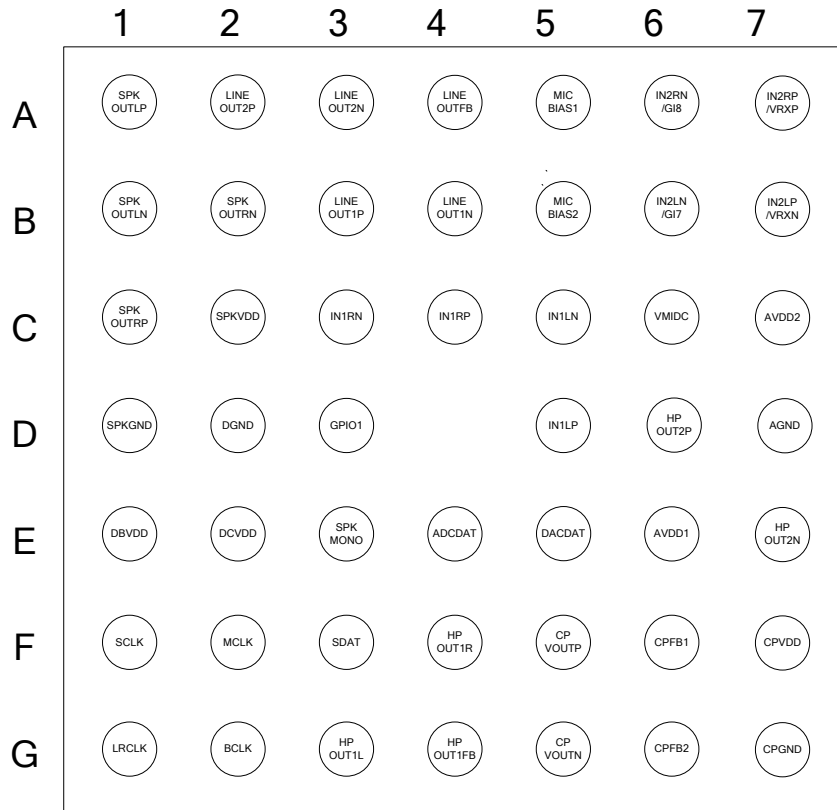 1 2 3 4 5 6 7
A
SPK
OUTLP
LINE
OUT2P
LINE
OUT2N
LINE
OUTFB
MIC
BIAS1
IN2RN
/GI8
IN2RP
/VRXP
B
SPK
OUTLN
SPK
OUTRN
LINE
OUT1P
LINE
OUT1N
MIC
BIAS2
IN2LN
/GI7
IN2LP
/VRXN
C
SPK
OUTRP
SPKVDD
IN1RN
IN1RP
IN1LN
VMIDC
AVDD2
D
SPKGND
DGND
GPIO1
IN1LP
HP
OUT2P
AGND
E
DBVDD
DCVDD
SPK
MONO
ADCDAT
DACDAT
AVDD1
HP
OUT2N
F
SCLK
MCLK
SDAT
HP
OUT1R
CP
VOUTP
CPFB1
CPVDD
G
LRCLK
BCLK
HP
OUT1L
HP
OUT1FB
CP
VOUTN
CPFB2
CPGND